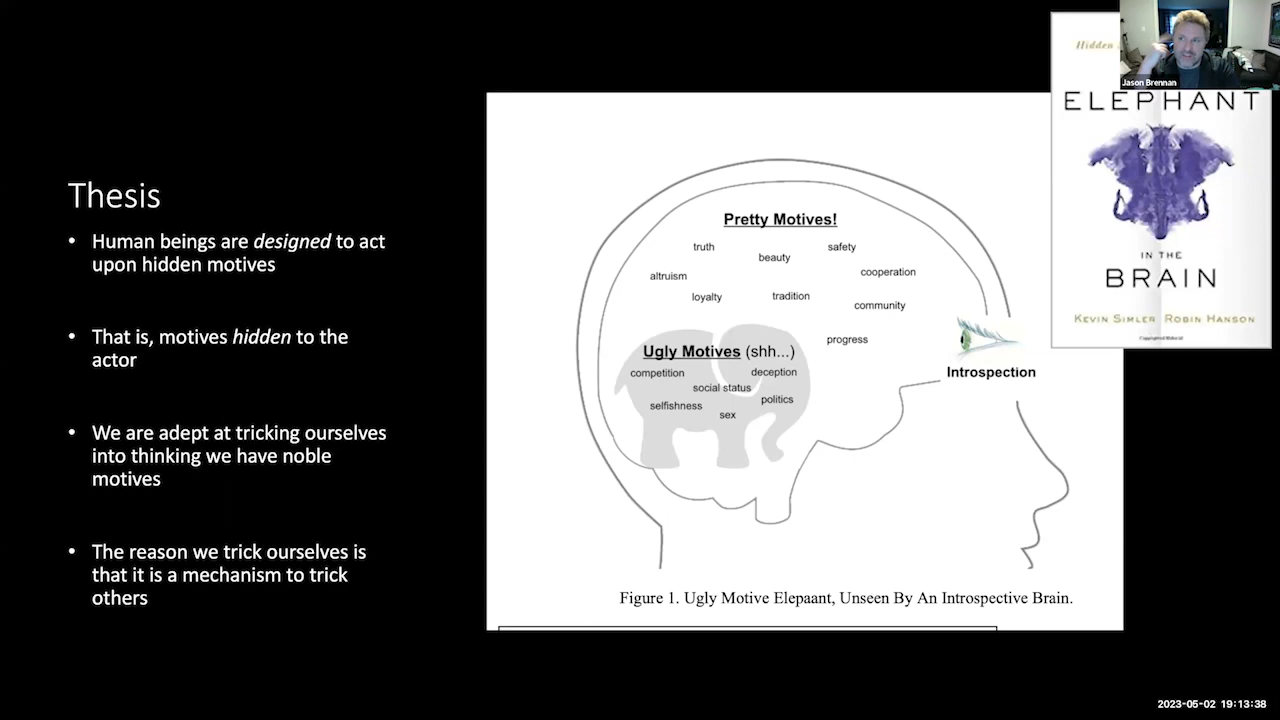 Thesis
• Human beings are designed to act
upon hidden motives
• That is, motives hidden to the
actor
• We are adept at tricking ourselves
into thinking we have noble
motives
• The reason we trick ourselves is
that it is a mechanism to trick
others
Pretty Motives!
truth
beauty
safety
altruism
cooperation
loyalty
tradition
community
progress
Ugly Motives (shh...)
competition
deception
social status
selfishness
politics
sex
Introspection
Figure 1. Ugly Motive Elepaant, Unseen By An Introspective Brain.
Hidden
Jason Brennan
ELEPHANT
IN THE
BRAIN
KEVIN SIMLER ROBIN HANSON
Copyrighted Material
2023-05-02 19:13:38